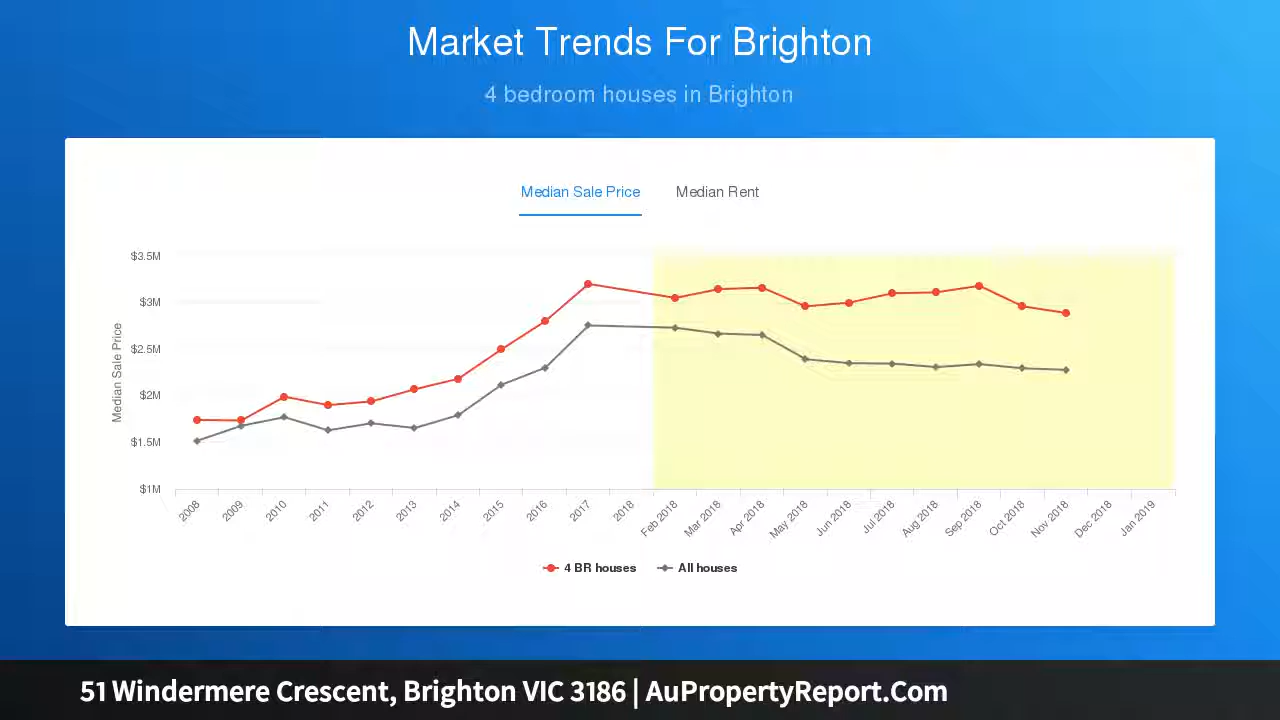 Market Trends For Brighton
4 bedroom houses in Brighton
Median Sale Price
Median Rent
Median Sale Price
$3.5M
$3M
$2.5M
$2M
$1.5M
$1M
2008
2009
2010
2011
2012
2013
2014
2015
2016
2017
2018
Feb 2018
Mar 2018
Apr 2018
May 2018
Jun 2018
Jul 2018
Aug 2018
Sep 2018
Oct 2018
Nov 2018
Dec 2018
Jan 2019
4 BR houses
All houses
51 Windermere Crescent, Brighton VIC 3186 | AuPropertyReport.Com